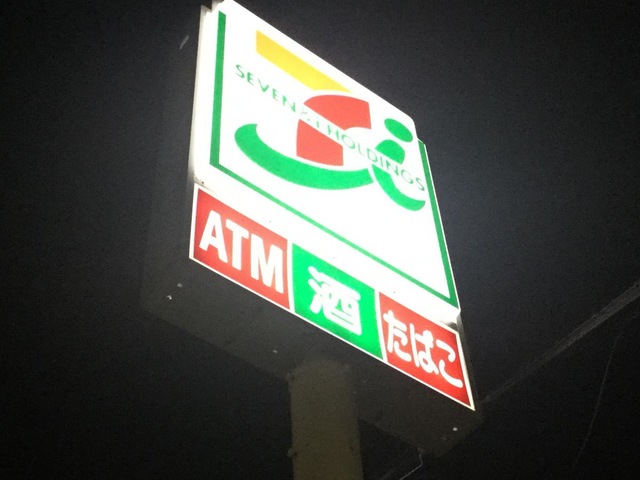 SEVEN & i HOLDINGS
ATM 酒 たばこ